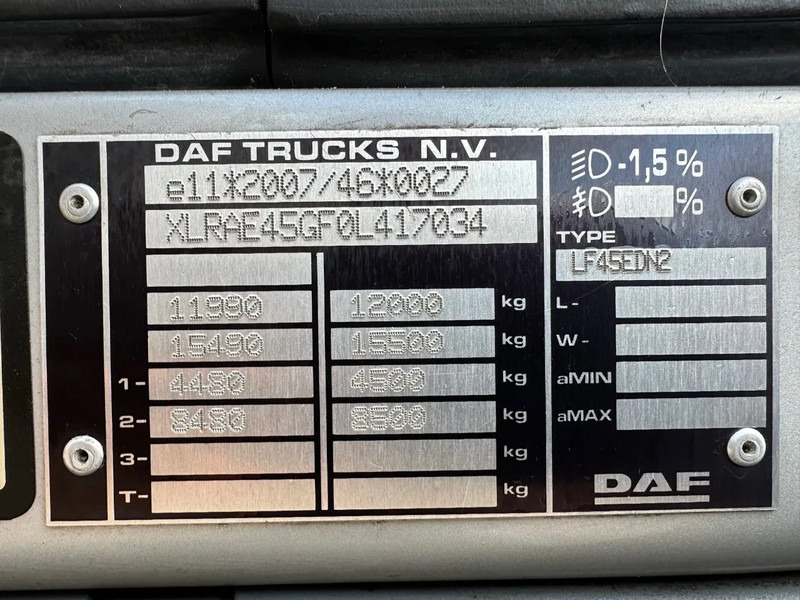 DAF TRUCKS N.V.
e11*2007/46*0027
XLRAE45GF0L417034
11990 12000 kg
15490 15500 kg
1- 4480 4500 kg
2- 8480 8500 kg
3- kg
T- kg
-1,5 %
%
TYPE
LF45EDN2
L-
W-
aMIN
aMAX
DAF